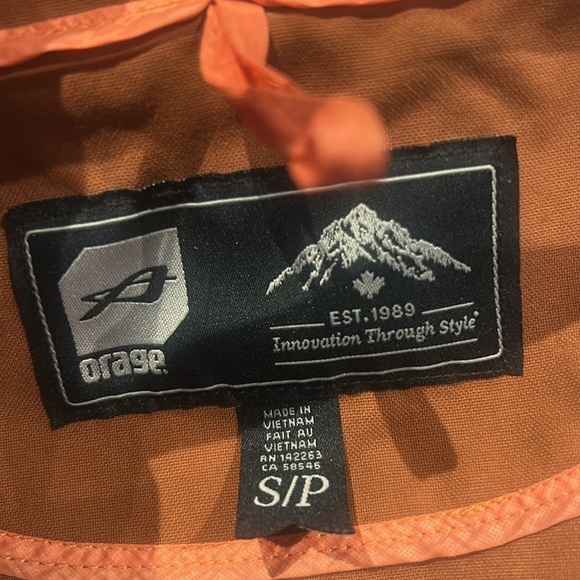 orage
EST.1989
Innovation Through Style
MADE IN
VIETNAM
FAIT AU
VIETNAM
RN 142263
CA 58546
S/P